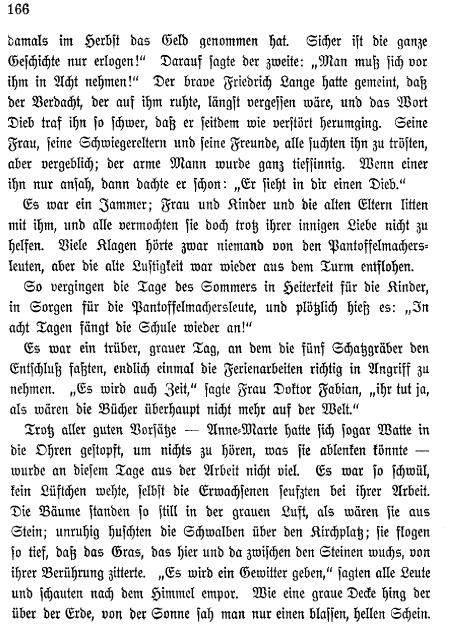 166
damals im Herbst das Geld genommen hat. Sicher ist die ganze
Geschichte nur erlogen!“ Darauf sagte der zweite: „Man muß sich vor
ihm in Acht nehmen!“ Der brave Friedrich Lange hatte gemeint, daß
der Verdacht, der auf ihm ruhte, längst vergessen wäre, und das Wort
Dieb traf ihn so schwer, daß er seitdem wie verstört herumging. Seine
Frau, seine Schwiegereltern und seine Freunde, alle suchten ihn zu trösten,
aber vergeblich; der arme Mann wurde ganz tiefsinnig. Wenn einer
ihn nur ansah, dann dachte er schon: „Er sieht in dir einen Dieb.“
Es war ein Jammer; Frau und Kinder und die alten Eltern litten
mit ihm, und alle vermochten sie doch trotz ihrer innigen Liebe nicht zu
helfen. Viele Klagen hörte zwar niemand von den Pantoffelmachers-
leuten, aber die alte Lustigkeit war wieder aus dem Turm entflohen.
So vergingen die Tage des Sommers in Heiterkeit für die Kinder,
in Sorgen für die Pantoffelmachersleute, und plötzlich hieß es: „In
acht Tagen fängt die Schule wieder an!“
Es war ein trüber, grauer Tag, an dem die fünf Schatzgräber den
Entschluß faßten, endlich einmal die Ferienarbeiten richtig in Angriff zu
nehmen. „Es wird auch Zeit,“ sagte Frau Doktor Fabian, „ihr tut ja,
als wären die Bücher überhaupt nicht mehr auf der Welt.“
Trotz aller guten Vorsätze — Anne-Marte hatte sich sogar Watte in
die Ohren gestopft, um nichts zu hören, was sie ablenken könnte —
wurde an diesem Tage aus der Arbeit nicht viel. Es war so schwül,
kein Lüftchen wehte, selbst die Erwachsenen seufzten bei ihrer Arbeit.
Die Bäume standen so still in der grauen Luft, als wären sie aus
Stein; unruhig huschten die Schwalben über den Kirchplatz; sie flogen
so tief, daß das Gras, das hier und da zwischen den Steinen wuchs, von
ihrer Berührung zitterte. „Es wird ein Gewitter geben,“ sagten alle Leute
und schauten nach dem Himmel empor. Wie eine graue Decke hing der
über der Erde, von der Sonne sah man nur einen blassen, hellen Schein.